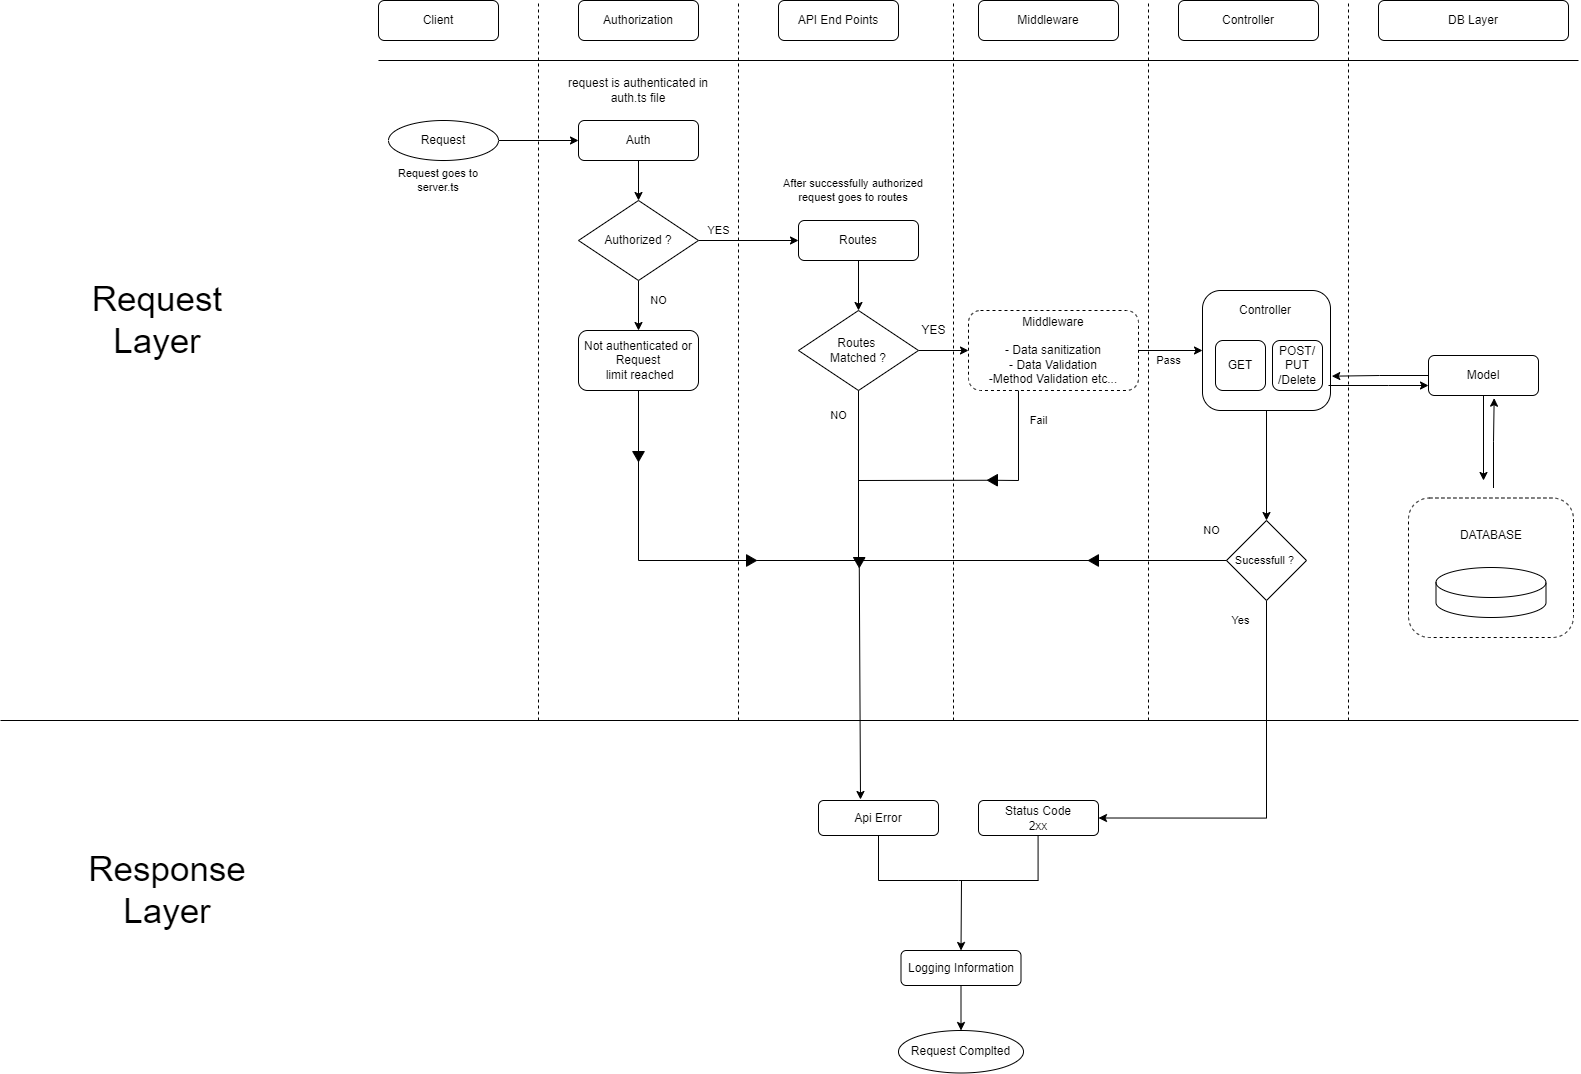 Client
Authorization
API End Points
Middleware
Controller
DB Layer
request is authenticated in
auth.ts file
Request
Auth
Request goes to
server.ts
After successfully authorized
request goes to routes
Authorized ?
YES
Routes
NO
Request
Layer
Not authenticated or
Request
limit reached
Routes
Matched ?
YES
Middleware
- Data sanitization
- Data Validation
-Method Validation etc...
Pass
Controller
GET
POST/
PUT
/Delete
Model
NO
Fail
NO
Sucessfull ?
DATABASE
Yes
Api Error
Status Code
2xx
Response
Layer
Logging Information
Request Complted